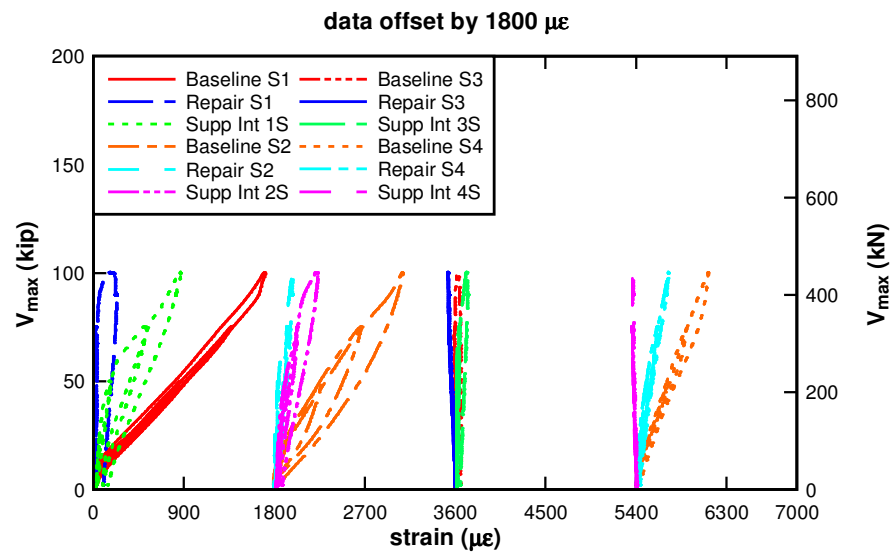 data offset by 1800 με
200
150
100
50
0
V_max (kip)
Baseline S1
Repair S1
Supp Int 1S
Baseline S2
Repair S2
Supp Int 2S
Baseline S3
Repair S3
Supp Int 3S
Baseline S4
Repair S4
Supp Int 4S
800
600
400
200
0
V_max (kN)
0 900 1800 2700 3600 4500 5400 6300 7000
strain (με)